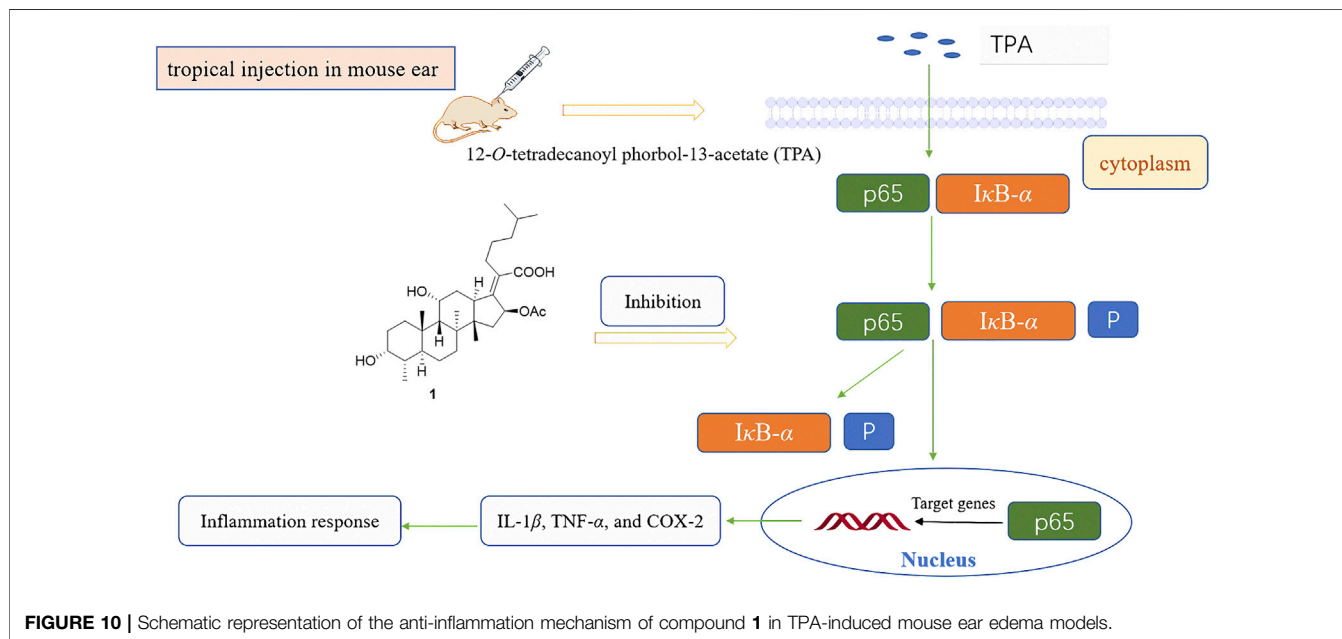 tropical injection in mouse ear
TPA
12-O-tetradecanoyl phorbol-13-acetate (TPA)
cytoplasm
p65
IκB-α
COOH
H
HO
OAc
H
H
HO
H
1
Inhibition
p65
IκB-α
P
IκB-α
P
Inflammation response
IL-1β, TNF-α, and COX-2
Target genes
p65
Nucleus
FIGURE 10 | Schematic representation of the anti-inflammation mechanism of compound 1 in TPA-induced mouse ear edema models.